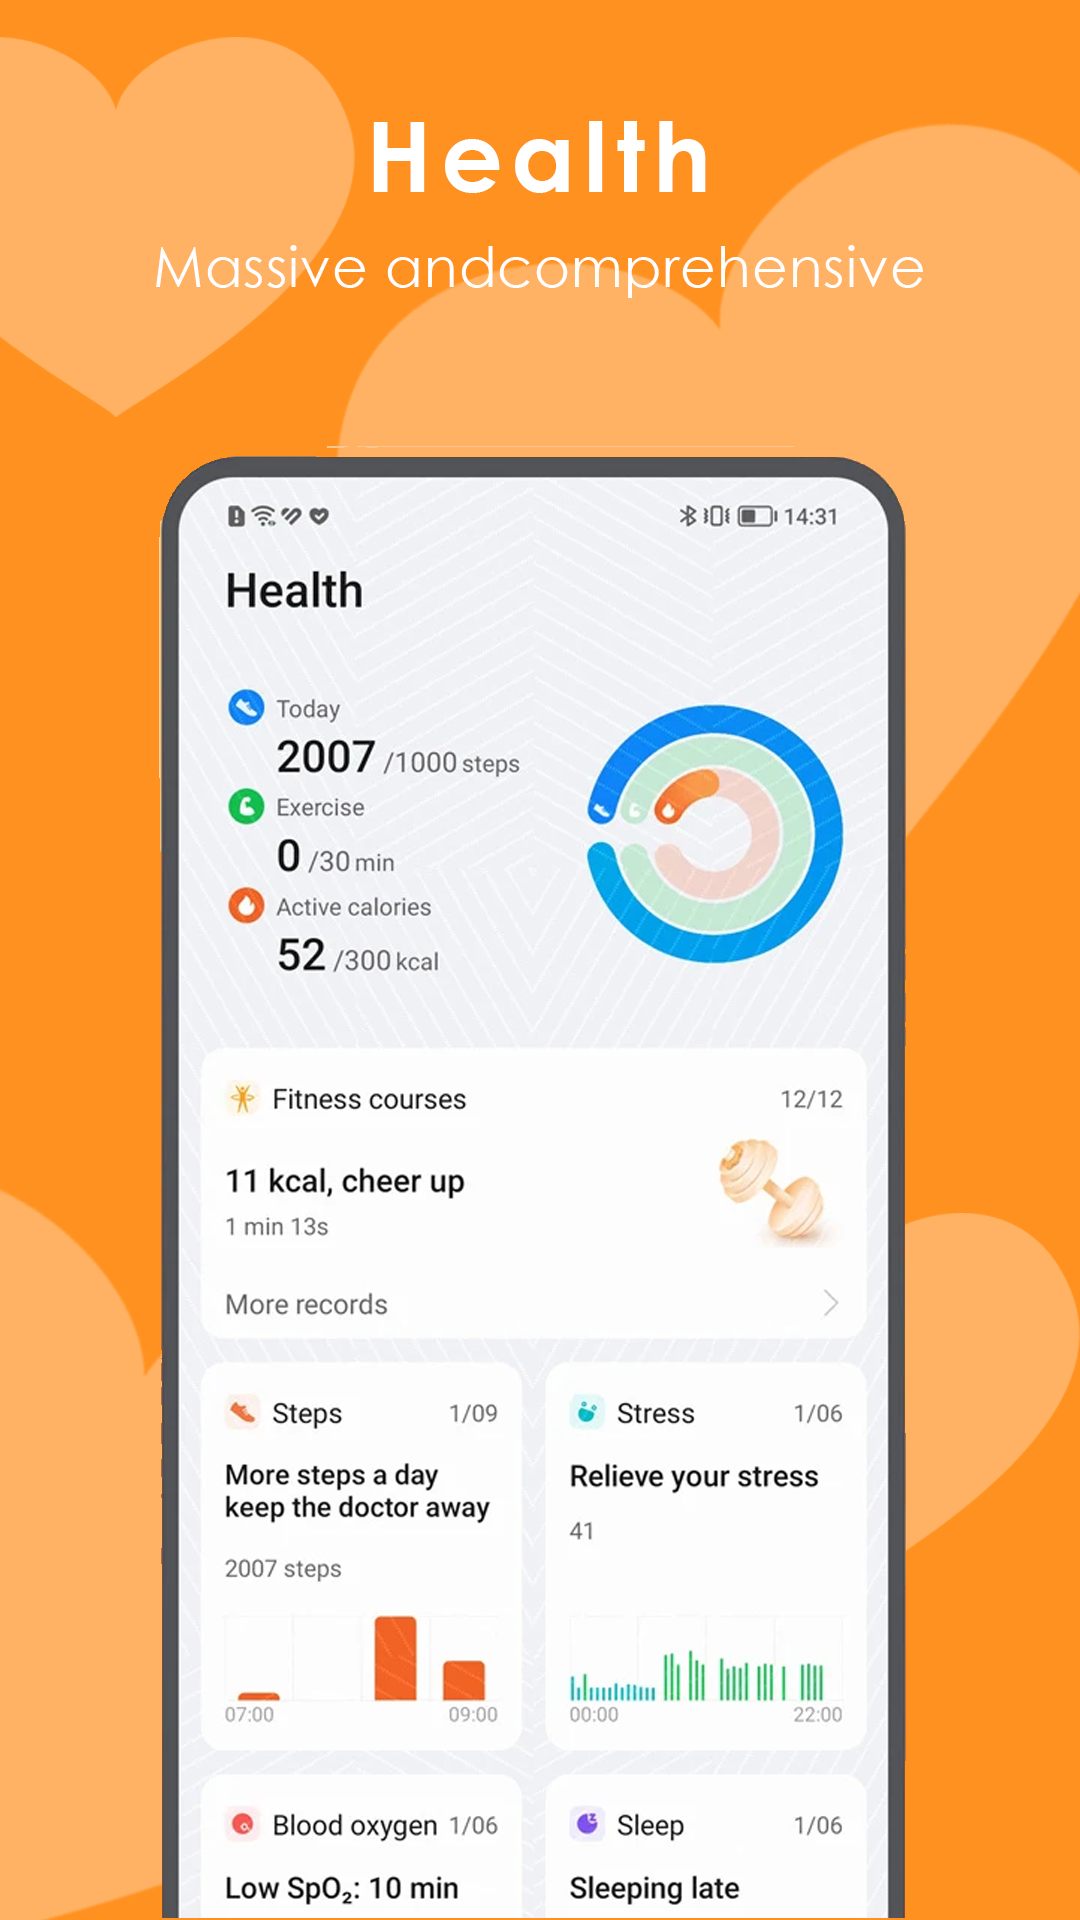 Health
Massive andcomprehensive
14:31
Health
Today
2007 /1000 steps
Exercise
0 /30 min
Active calories
52 /300 kcal
Fitness courses 12/12
11 kcal, cheer up
1 min 13s
More records
Steps 1/09
More steps a day
keep the doctor away
2007 steps
07:00 09:00
Stress 1/06
Relieve your stress
41
00:00 22:00
Blood oxygen 1/06
Low SpO₂: 10 min
Sleep 1/06
Sleeping late